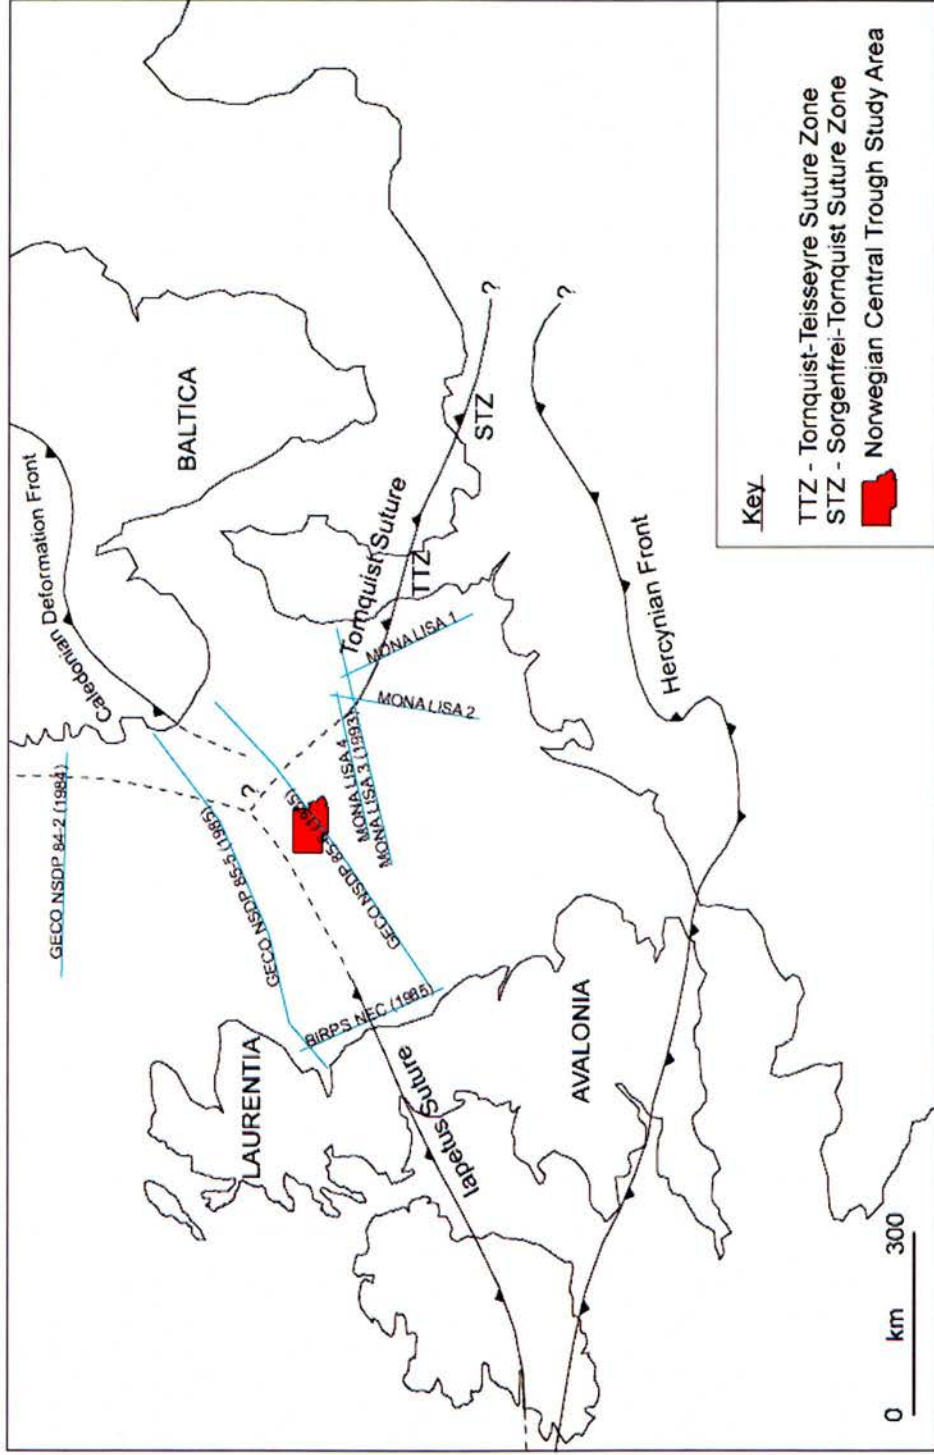 Caledonian Deformation Front
BALTICA
GECO NSDP 84-2 (1984)
GECO NSDP 85-5 (1985)
?
Tornquist Suture
TTZ
STZ
?
?
MONA LISA 1
MONA LISA 2
MONA LISA 4
MONA LISA 3 (1993)
BIRPS NEC (1985)
LAURENTIA
Iapetus Suture
AVALONIA
Hercynian Front
Key
TTZ - Tornquist-Teisseyre Suture Zone
STZ - Sorgenfrei-Tornquist Suture Zone
Norwegian Central Trough Study Area
0 km 300
GECO NSDP